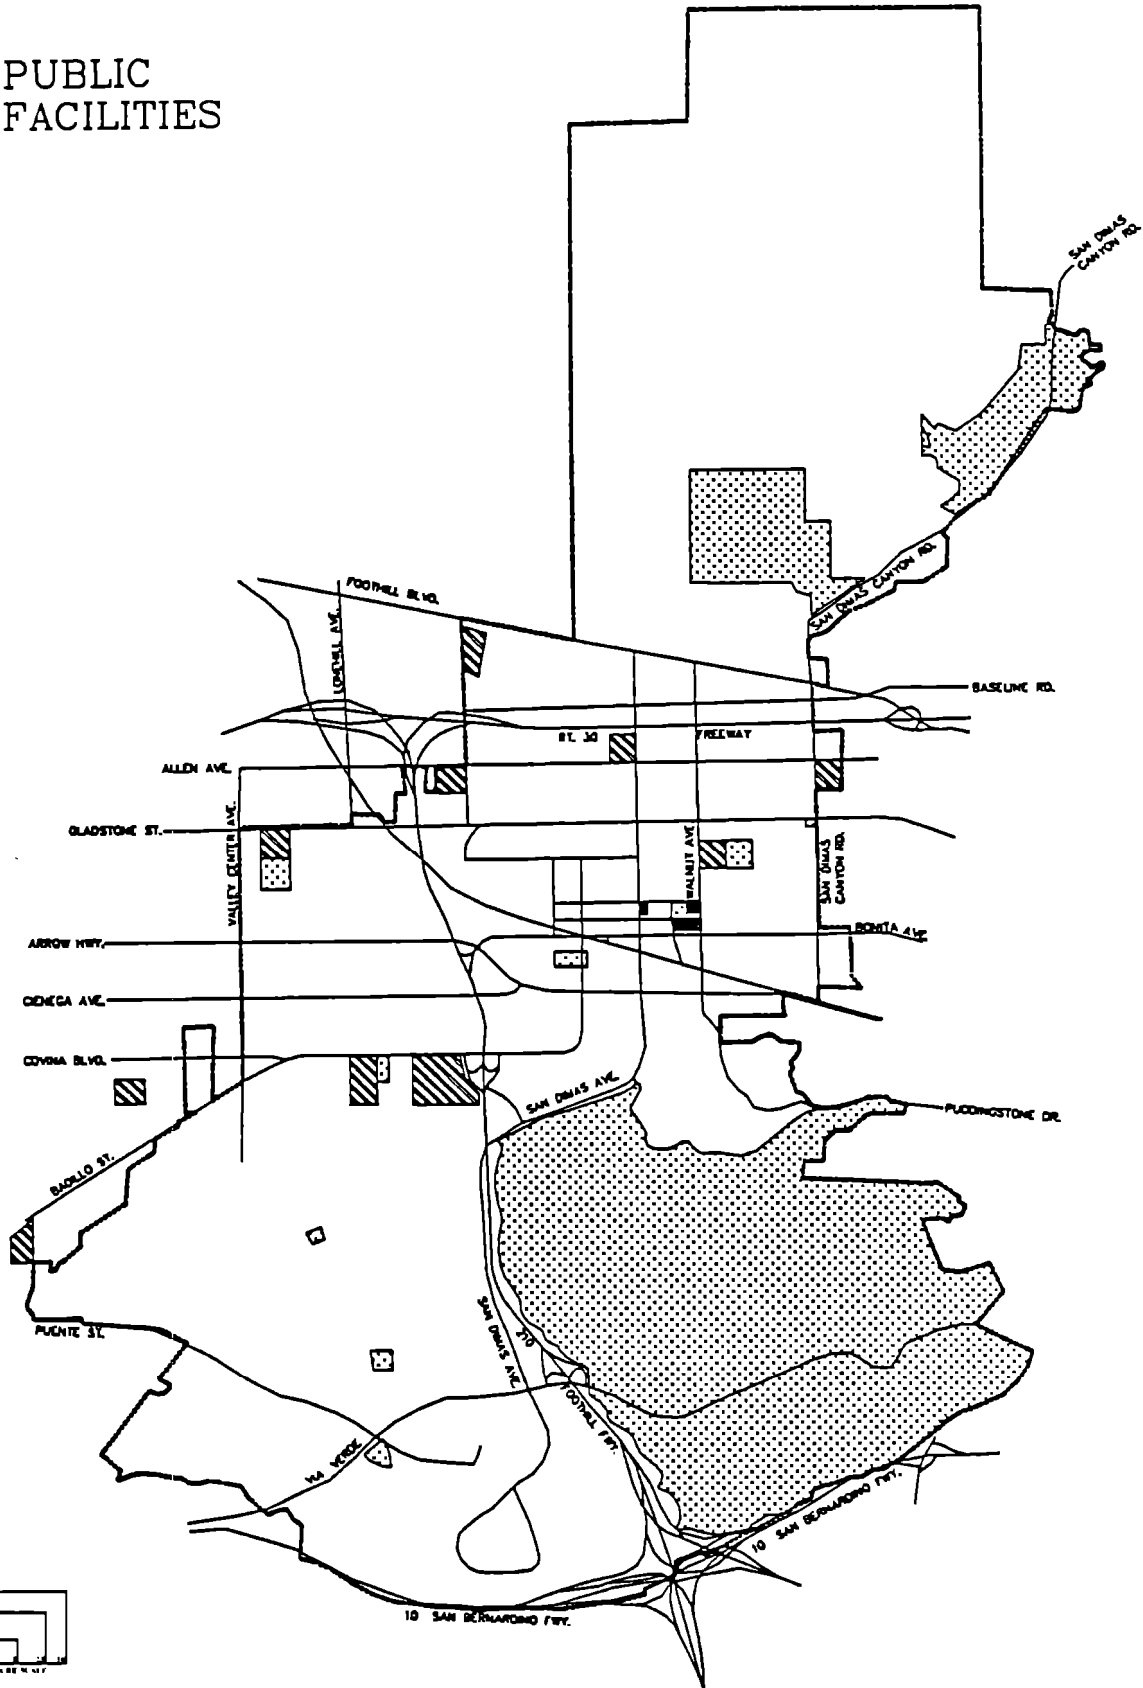 PUBLIC
FACILITIES
SAN DIMAS
CANYON RD.
SAN DIMAS CANYON RD.
FOOTHILL BLVD.
LONEHILL AVE.
BASELINE RD.
RT. 30
FREEWAY
ALLEN AVE.
GLADSTONE ST.
VALLEY CENTER AVE.
WALNUT AVE
SAN DIMAS
CANYON RD.
BONITA AVE
ARROW HWY.
CIENEGA AVE.
COVINA BLVD.
SAN DIMAS AVE.
PUDDINGSTONE DR.
BADILLO ST.
PUENTE ST.
SAN DIMAS AVE.
210
FOOTHILL FWY.
VIA VERDE
10 SAN BERNARDINO FWY.
10 SAN BERNARDINO FWY.